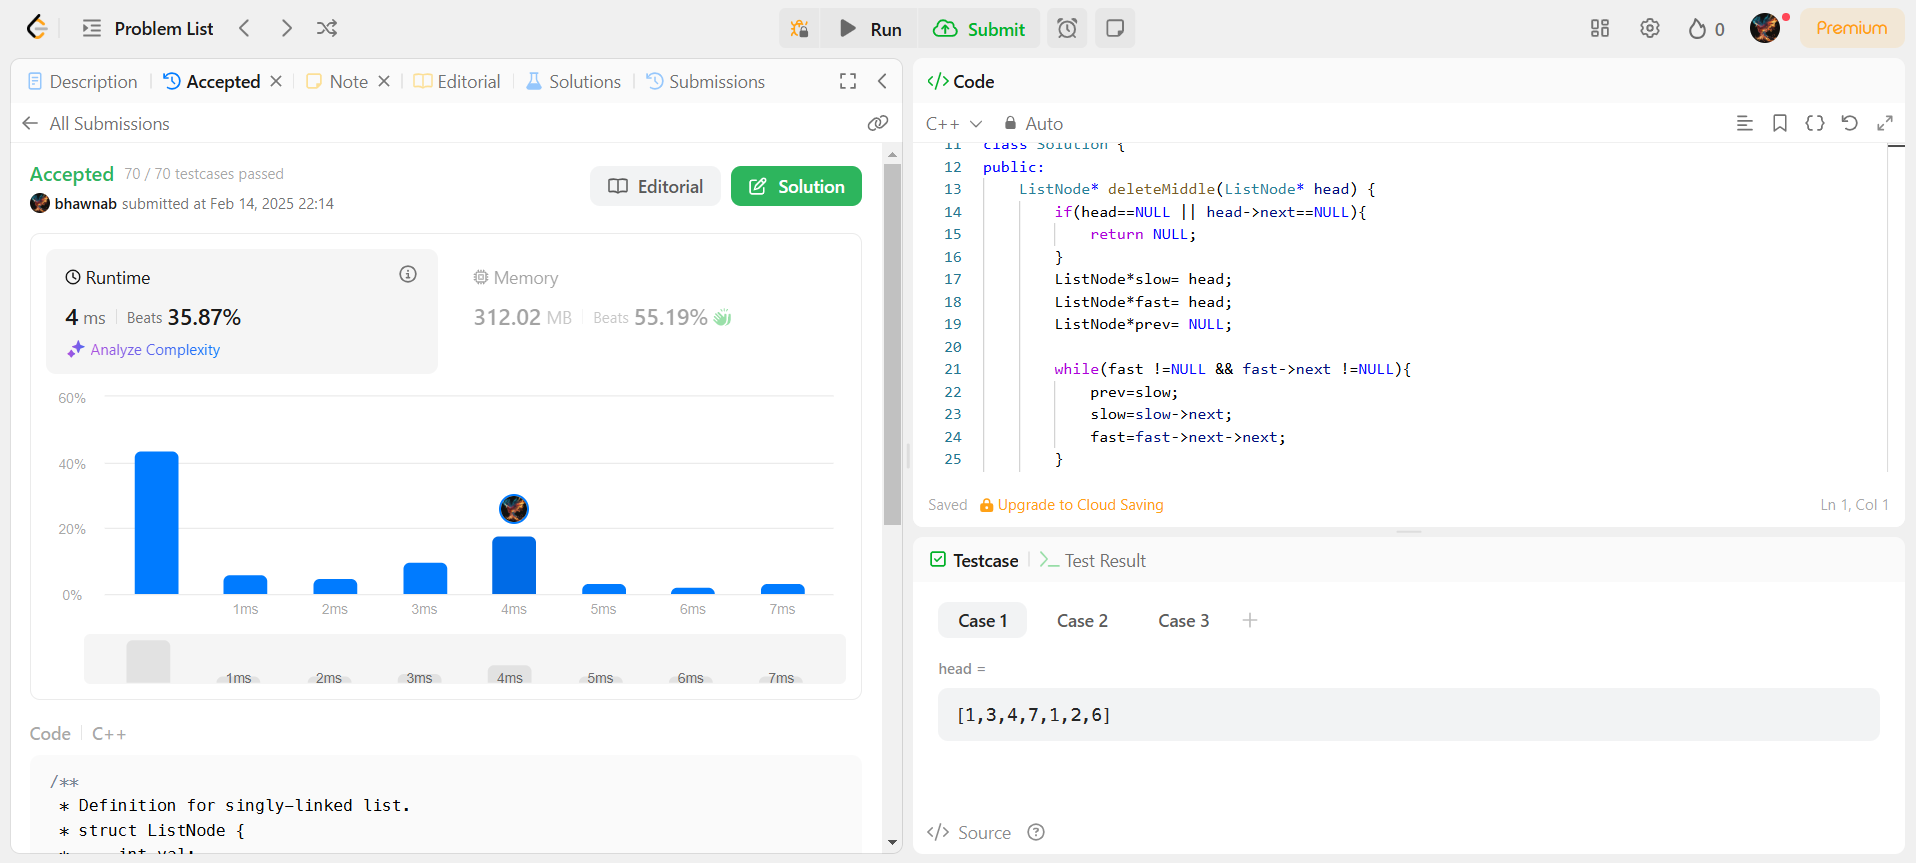 Problem List
Run
Submit
0
Premium
Description
Accepted
Note
Editorial
Solutions
Submissions
All Submissions
Accepted 70 / 70 testcases passed
bhawnab submitted at Feb 14, 2025 22:14
Editorial
Solution
Runtime
4 ms Beats 35.87%
Analyze Complexity
Memory
312.02 MB Beats 55.19%
60%
40%
20%
0%
1ms 2ms 3ms 4ms 5ms 6ms 7ms
1ms 2ms 3ms 4ms 5ms 6ms 7ms
Code C++
/**
* Definition for singly-linked list.
* struct ListNode {
* int val;
</> Code
C++ Auto
11 class Solution {
12 public:
13 ListNode* deleteMiddle(ListNode* head) {
14 if(head==NULL || head->next==NULL){
15 return NULL;
16 }
17 ListNode*slow= head;
18 ListNode*fast= head;
19 ListNode*prev= NULL;
20
21 while(fast !=NULL && fast->next !=NULL){
22 prev=slow;
23 slow=slow->next;
24 fast=fast->next->next;
25 }
Saved Upgrade to Cloud Saving Ln 1, Col 1
Testcase >_ Test Result
Case 1 Case 2 Case 3 +
head =
[1,3,4,7,1,2,6]
</> Source